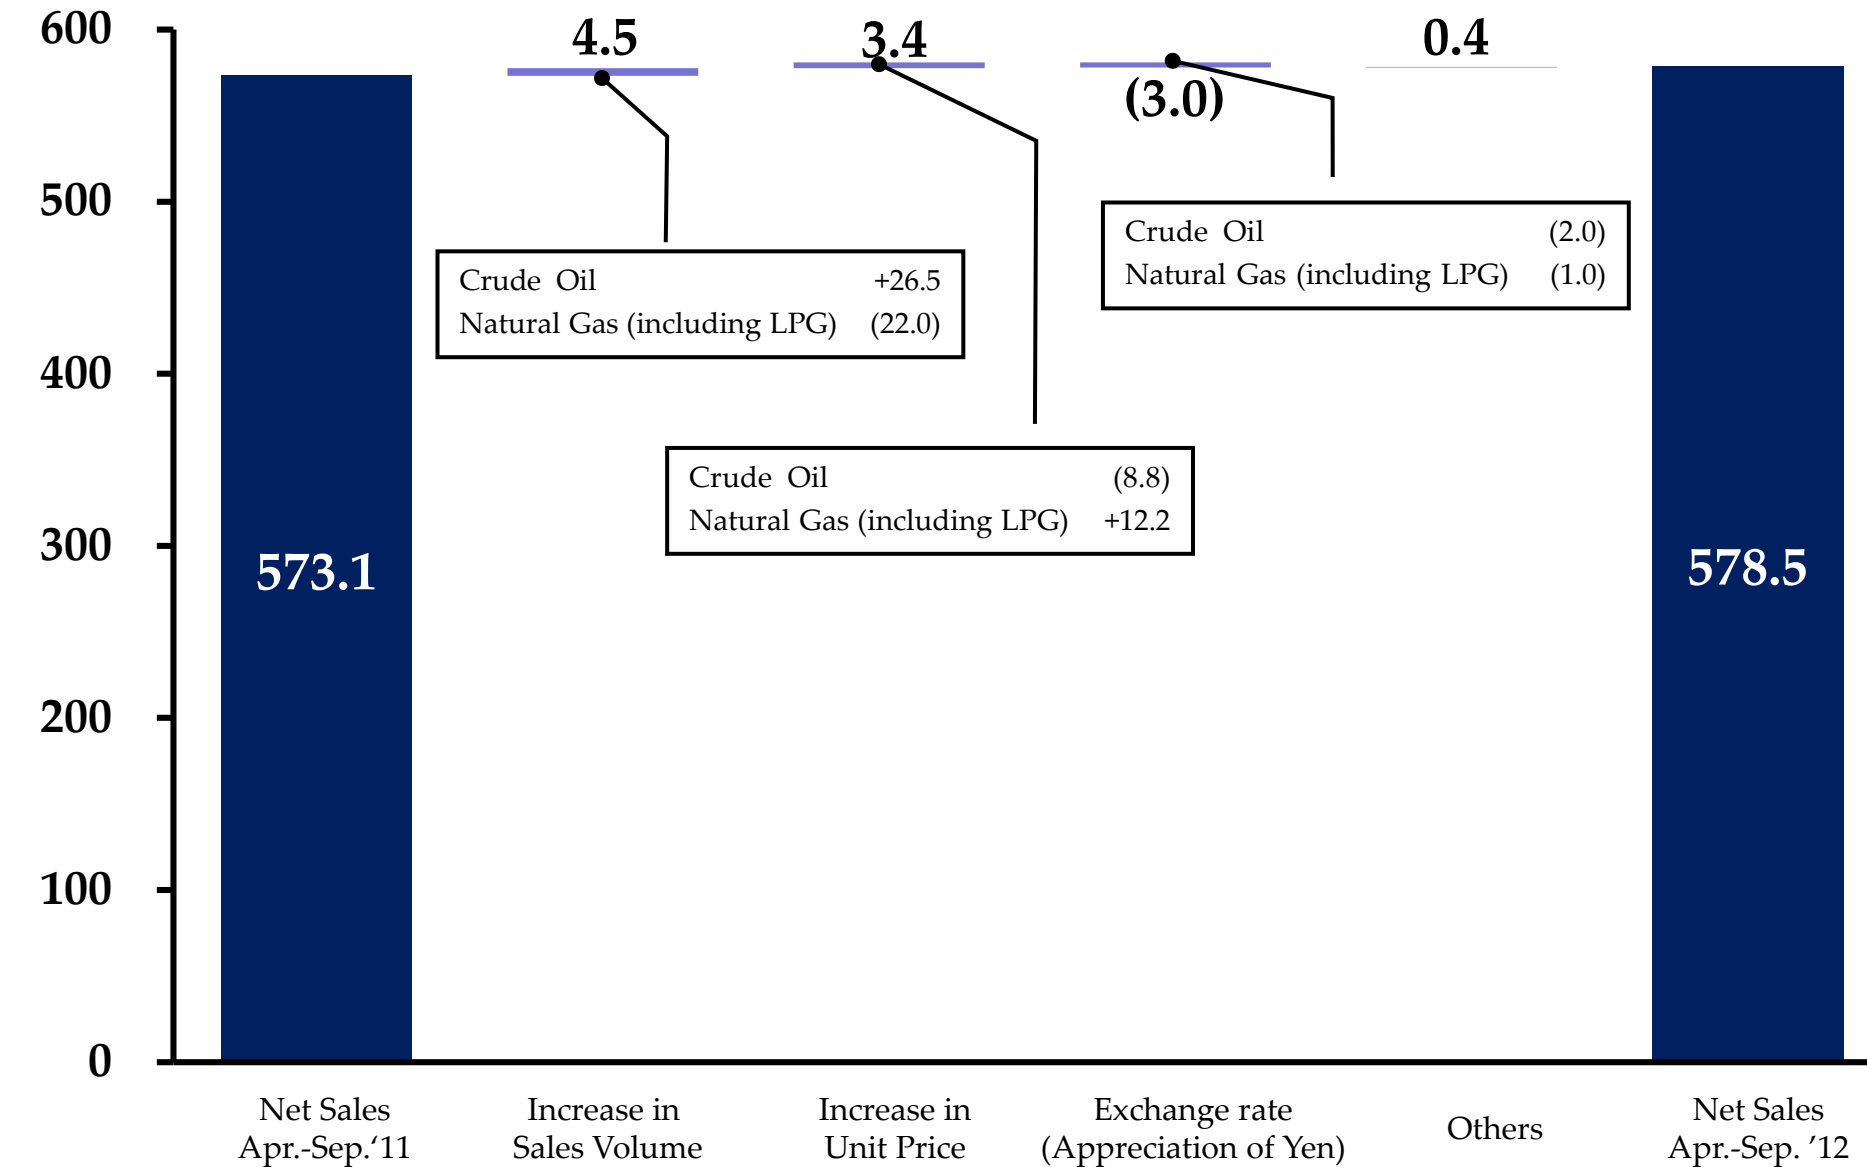 600
500
400
300
200
100
0
4.5
3.4
(3.0)
0.4
573.1
578.5
Crude Oil +26.5
Natural Gas (including LPG) (22.0)
Crude Oil (8.8)
Natural Gas (including LPG) +12.2
Crude Oil (2.0)
Natural Gas (including LPG) (1.0)
Net Sales
Apr.-Sep.‘11
Increase in
Sales Volume
Increase in
Unit Price
Exchange rate
(Appreciation of Yen)
Others
Net Sales
Apr.-Sep. ’12